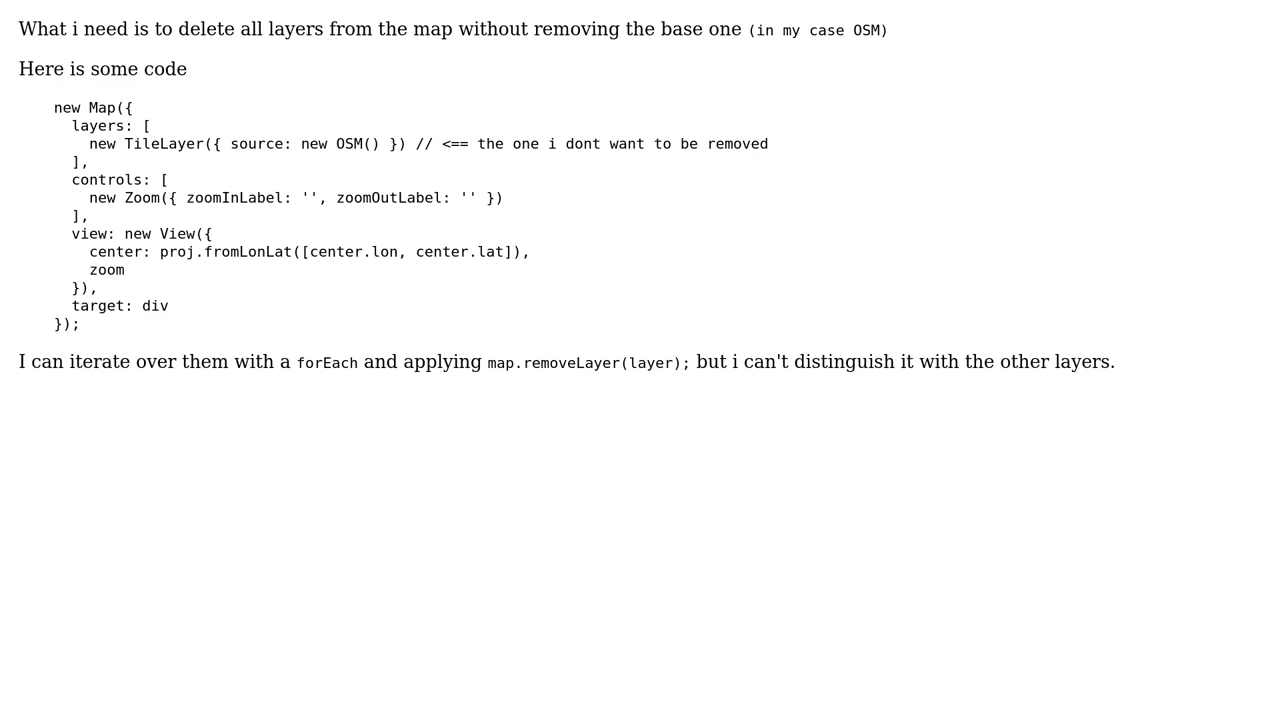 What i need is to delete all layers from the map without removing the base one (in my case OSM)
Here is some code
new Map({
  layers: [
    new TileLayer({ source: new OSM() }) // <== the one i dont want to be removed
  ],
  controls: [
    new Zoom({ zoomInLabel: '', zoomOutLabel: '' })
  ],
  view: new View({
    center: proj.fromLonLat([center.lon, center.lat]),
    zoom
  }),
  target: div
});
I can iterate over them with a forEach and applying map.removeLayer(layer); but i can't distinguish it with the other layers.